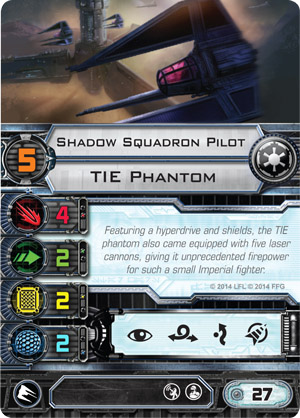 Shadow Squadron Pilot
5
TIE Phantom
4
2
2
2
Featuring a hyperdrive and shields, the TIE
phantom also came equipped with five laser
cannons, giving it unprecedented firepower
for such a small Imperial fighter.
© 2014 LFL © 2014 FFG
27